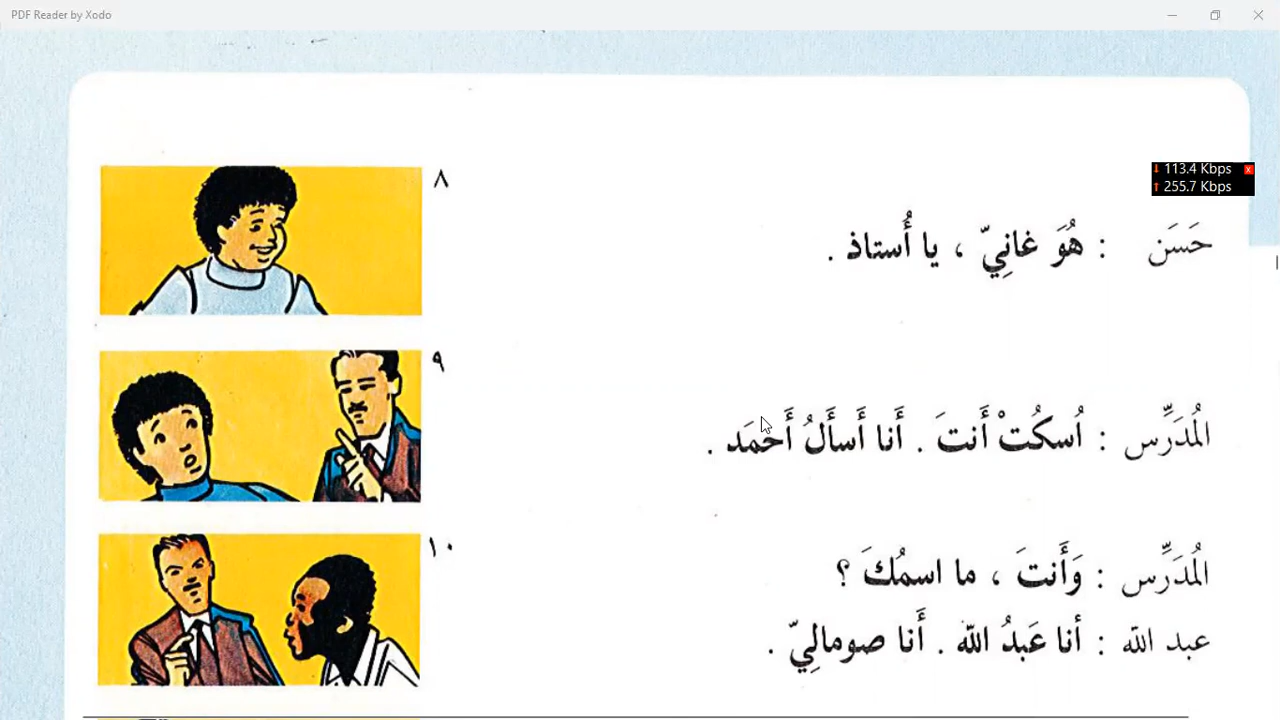 PDF Reader by Xodo
113.4 Kbps
255.7 Kbps
٨
حَسَن : هُوَ غانِيّ ، يا أُستاذ .
٩
المُدَرِّس : اُسكُتْ أَنتَ . أَنا أَسأَلُ أَحمَد .
١٠
المُدَرِّس : وَأَنتَ ، ما اسمُكَ ؟
عبد الله : أنا عَبدُ الله . أَنا صوماليّ .